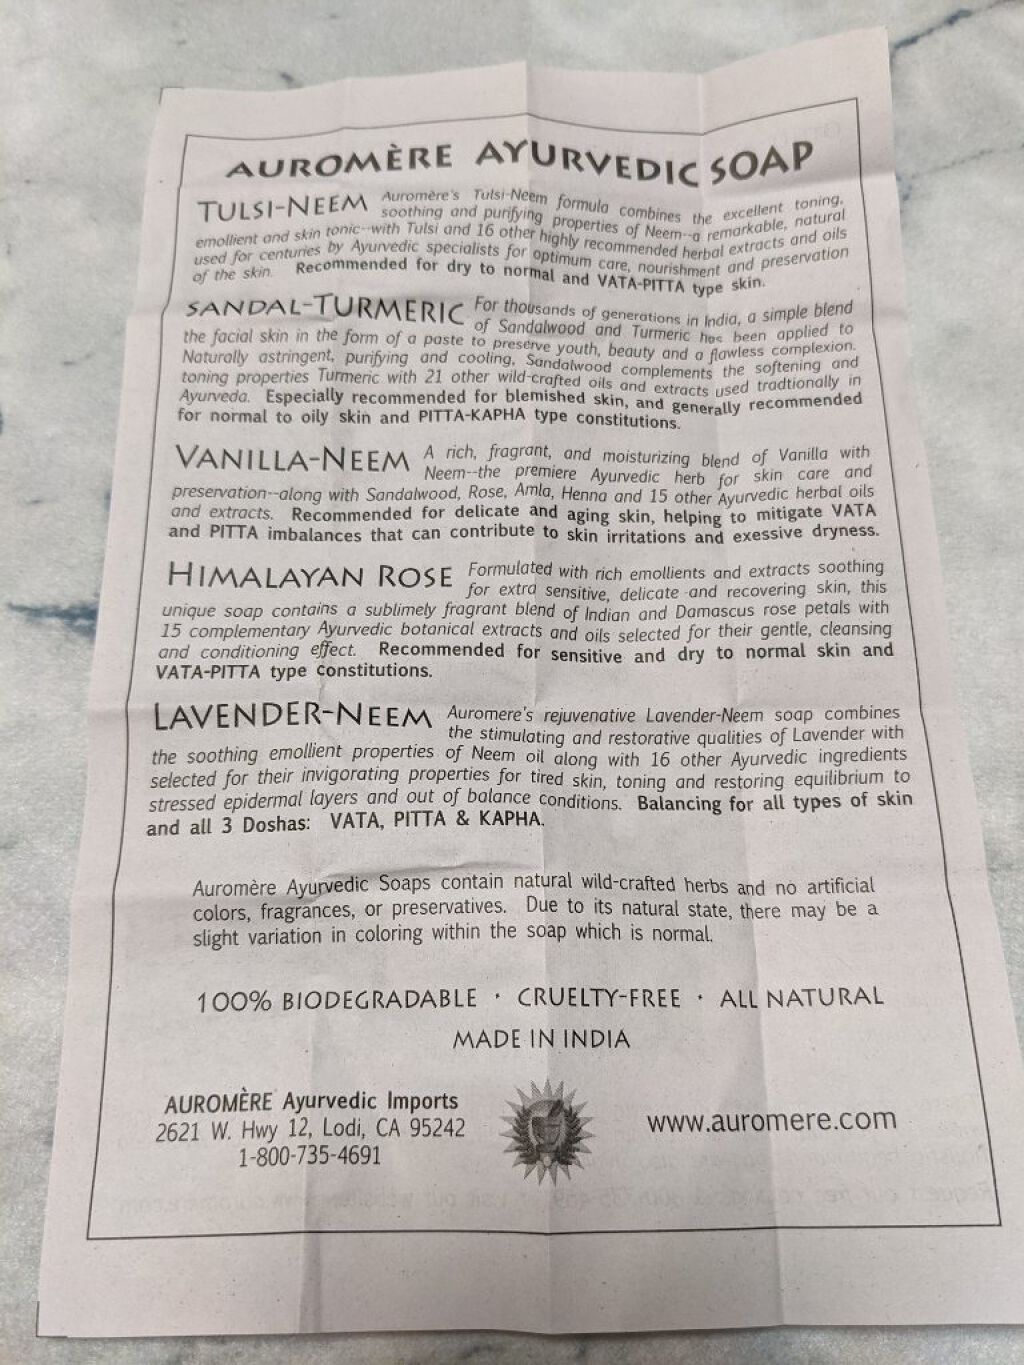 AUROMÈRE AYURVEDIC SOAP
TULSI-NEEM Auromère's Tulsi-Neem formula combines the excellent toning,
soothing and purifying properties of Neem--a remarkable, natural
emollient and skin tonic--with Tulsi and 16 other highly recommended herbal extracts and oils
used for centuries by Ayurvedic specialists for optimum care, nourishment and preservation
of the skin. Recommended for dry to normal and VATA-PITTA type skin.
SANDAL-TURMERIC For thousands of generations in India, a simple blend
of Sandalwood and Turmeric has been applied to
the facial skin in the form of a paste to preserve youth, beauty and a flawless complexion.
Naturally astringent, purifying and cooling, Sandalwood complements the softening and
toning properties Turmeric with 21 other wild-crafted oils and extracts used tradtionally in
Ayurveda. Especially recommended for blemished skin, and generally recommended
for normal to oily skin and PITTA-KAPHA type constitutions.
VANILLA-NEEM A rich, fragrant, and moisturizing blend of Vanilla with
Neem--the premiere Ayurvedic herb for skin care and
preservation--along with Sandalwood, Rose, Amla, Henna and 15 other Ayurvedic herbal oils
and extracts. Recommended for delicate and aging skin, helping to mitigate VATA
and PITTA imbalances that can contribute to skin irritations and exessive dryness.
HIMALAYAN ROSE Formulated with rich emollients and extracts soothing
for extra sensitive, delicate and recovering skin, this
unique soap contains a sublimely fragrant blend of Indian and Damascus rose petals with
15 complementary Ayurvedic botanical extracts and oils selected for their gentle, cleansing
and conditioning effect. Recommended for sensitive and dry to normal skin and
VATA-PITTA type constitutions.
LAVENDER-NEEM Auromere's rejuvenative Lavender-Neem soap combines
the stimulating and restorative qualities of Lavender with
the soothing emollient properties of Neem oil along with 16 other Ayurvedic ingredients
selected for their invigorating properties for tired skin, toning and restoring equilibrium to
stressed epidermal layers and out of balance conditions. Balancing for all types of skin
and all 3 Doshas: VATA, PITTA & KAPHA.
Auromère Ayurvedic Soaps contain natural wild-crafted herbs and no artificial
colors, fragrances, or preservatives. Due to its natural state, there may be a
slight variation in coloring within the soap which is normal.
100% BIODEGRADABLE · CRUELTY-FREE · ALL NATURAL
MADE IN INDIA
AUROMÈRE Ayurvedic Imports
2621 W. Hwy 12, Lodi, CA 95242
1-800-735-4691
www.auromere.com